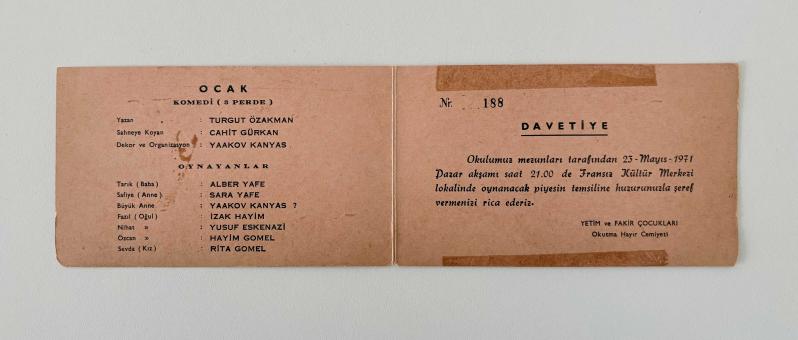 OCAK
KOMEDİ ( 3 PERDE )
Yazan : TURGUT ÖZAKMAN
Sahneye Koyan : CAHİT GÜRKAN
Dekor ve Organizasyon : YAAKOV KANYAS
OYNAYANLAR
Tarık ( Baba ) : ALBER YAFE
Safiye ( Anne ) : SARA YAFE
Büyük Anne : YAAKOV KANYAS ?
Fazıl ( Oğul ) : İZAK HAYİM
Nihat » : YUSUF ESKENAZİ
Özcan » : HAYİM GOMEL
Sevda ( Kız ) : RİTA GOMEL
Nr. 188
DAVETİYE
Okulumuz mezunları tarafından 23-Mayıs-1971
Pazar akşamı saat 21.00 de Fransız Kültür Merkezi
lokalinde oynanacak piyesin temsiline huzurunuzla şeref
vermenizi rica ederiz.
YETİM ve FAKİR ÇOCUKLARI
Okutma Hayır Cemiyeti